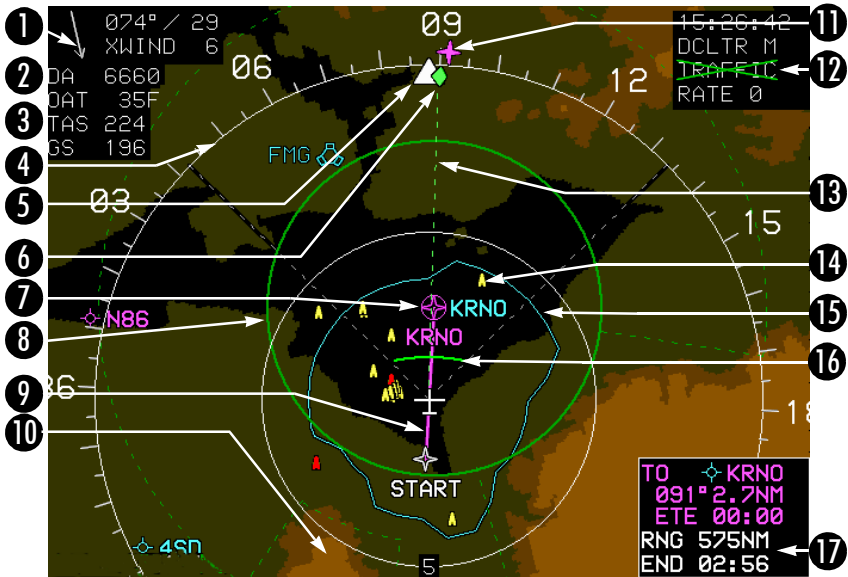 1
2
3
4
5
6
7
8
9
10
074° / 29
XWIND 6
DA 6660
OAT 35F
TAS 224
GS 196
03
06
09
12
15
18
36
FMG
N86
KRNO
KRNO
START
4SD
5
15:26:42
DCLTR M
TRAFFIC
RATE 0
TO KRNO
091° 2.7NM
ETE 00:00
RNG 575NM
END 02:56
11
12
13
14
15
16
17